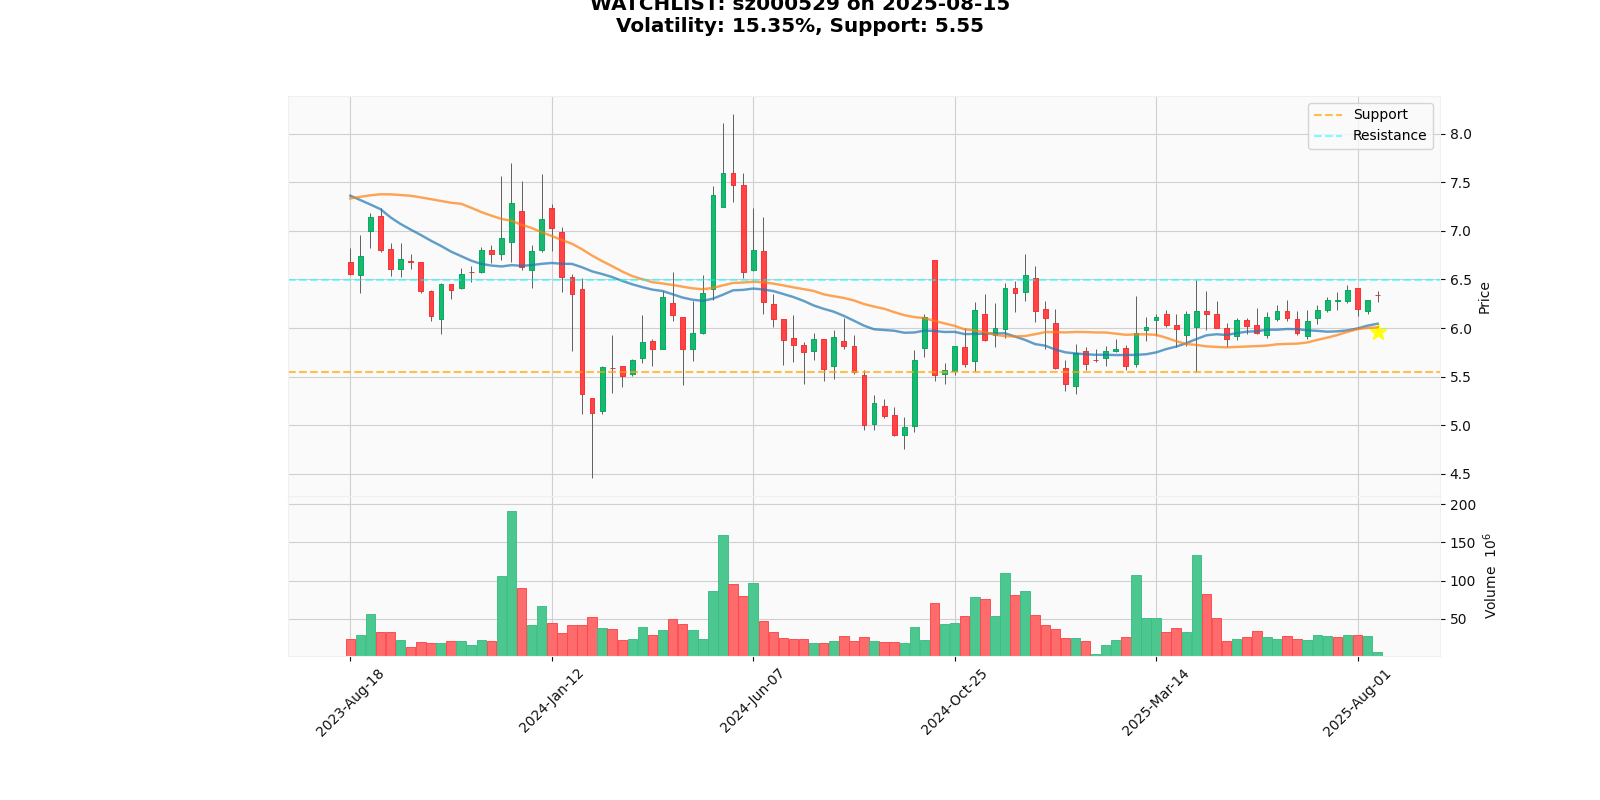 WATCHLIST: sz000529 on 2025-08-15
Volatility: 15.35%, Support: 5.55
Support
Resistance
8.0
7.5
7.0
6.5
6.0
5.5
5.0
4.5
Price
200
150
100
50
Volume 10⁶
2023-Aug-18
2024-Jan-12
2024-Jun-07
2024-Oct-25
2025-Mar-14
2025-Aug-01